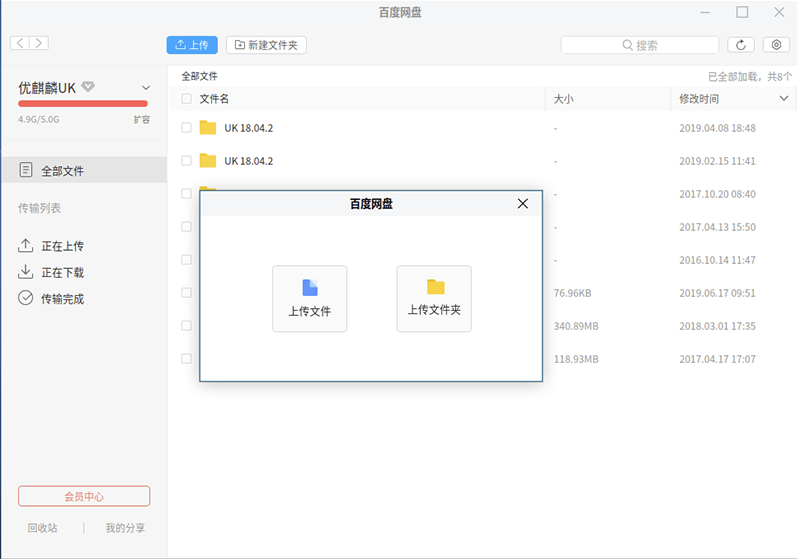 百度网盘
上传
新建文件夹
搜索
优麒麟UK
4.9G/5.0G
扩容
全部文件
传输列表
正在上传
正在下载
传输完成
会员中心
回收站
我的分享
全部文件
已全部加载，共8个
文件名
大小
修改时间
UK 18.04.2
-
2019.04.08 18:48
UK 18.04.2
-
2019.02.15 11:41
-
2017.10.20 08:40
-
2017.04.13 15:50
-
2016.10.14 11:47
76.96KB
2019.06.17 09:51
340.89MB
2018.03.01 17:35
118.93MB
2017.04.17 17:07
百度网盘
上传文件
上传文件夹